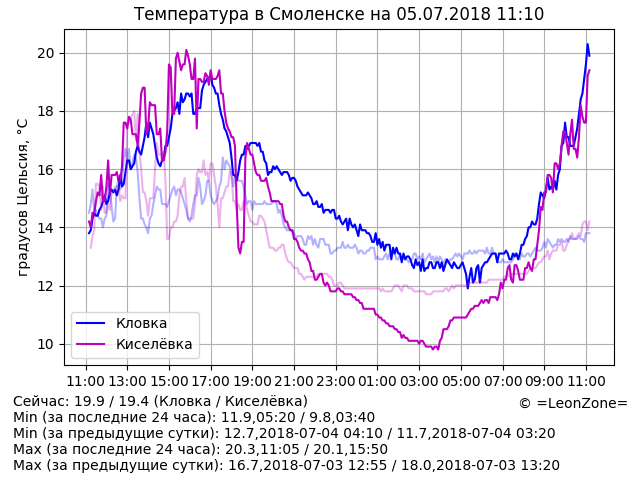 Температура в Смоленске на 05.07.2018 11:10
градусов Цельсия, °C
20
18
16
14
12
10
Кловка
Киселёвка
11:00 13:00 15:00 17:00 19:00 21:00 23:00 01:00 03:00 05:00 07:00 09:00 11:00
Сейчас: 19.9 / 19.4 (Кловка / Киселёвка)
© =LeonZone=
Min (за последние 24 часа): 11.9,05:20 / 9.8,03:40
Min (за предыдущие сутки): 12.7,2018-07-04 04:10 / 11.7,2018-07-04 03:20
Max (за последние 24 часа): 20.3,11:05 / 20.1,15:50
Max (за предыдущие сутки): 16.7,2018-07-03 12:55 / 18.0,2018-07-03 13:20